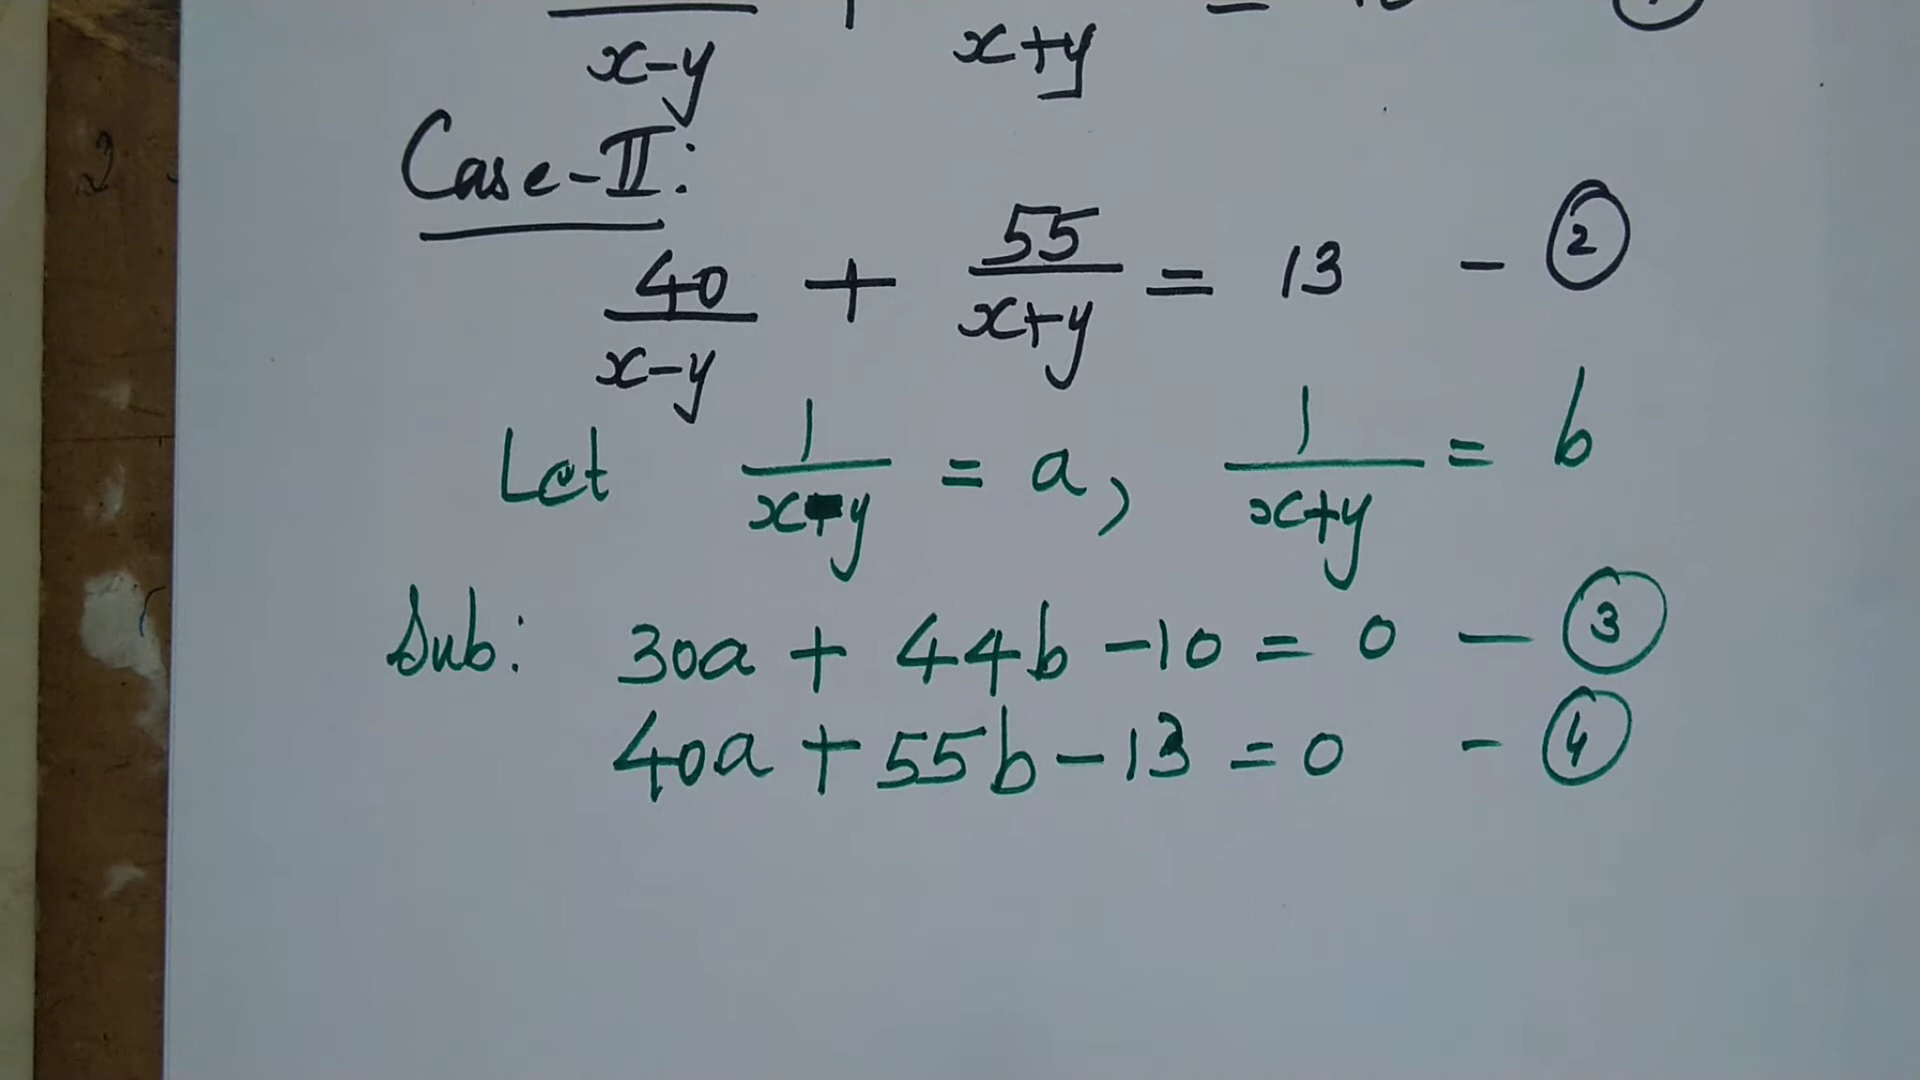 x-y x+y =
Case-II:
40/x-y + 55/x+y = 13 - 2
Let 1/x-y = a, 1/x+y = b
Sub: 30a + 44b - 10 = 0 - 3
40a + 55b - 13 = 0 - 4